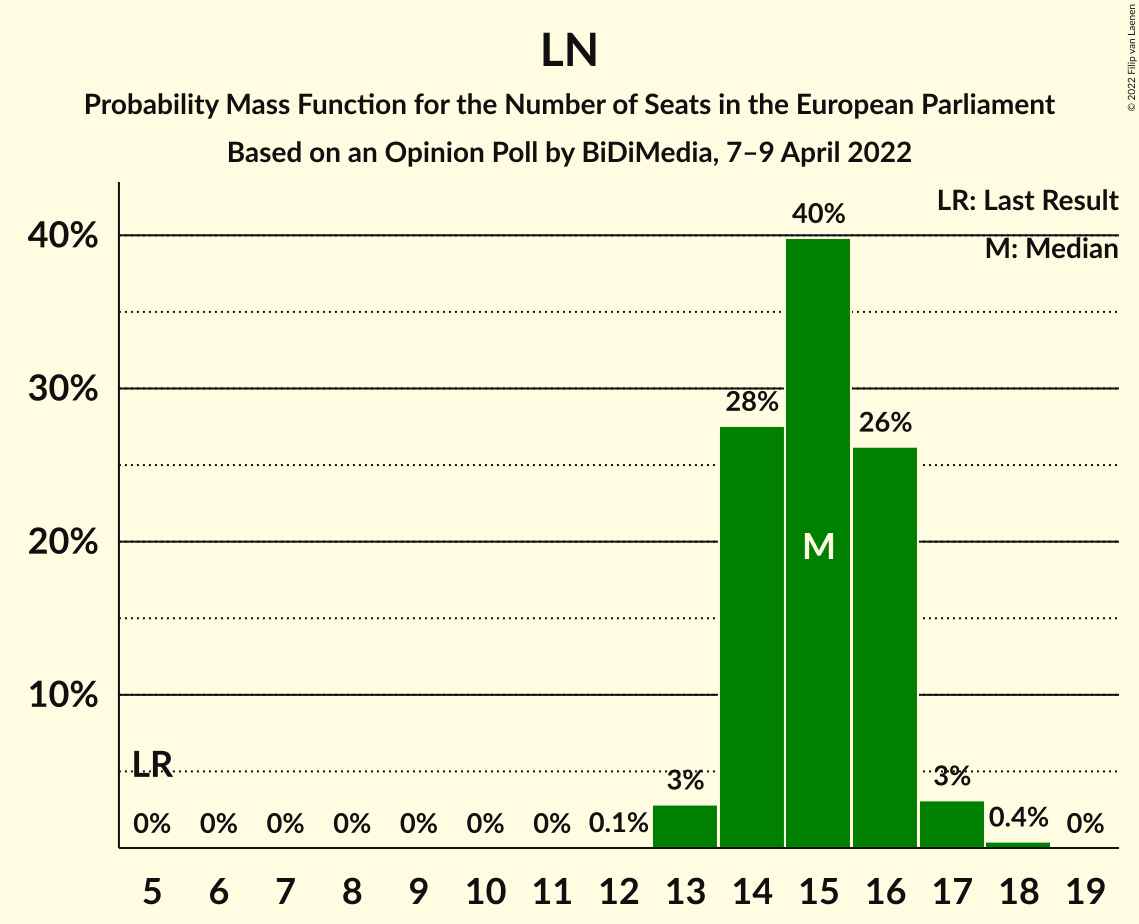 LN
Probability Mass Function for the Number of Seats in the European Parliament
Based on an Opinion Poll by BiDiMedia, 7–9 April 2022
© 2022 Filip van Laenen
LR: Last Result
M: Median
40%
30%
20%
10%
LR
M
0% 0% 0% 0% 0% 0% 0% 0.1% 3% 28% 40% 26% 3% 0.4% 0%
5 6 7 8 9 10 11 12 13 14 15 16 17 18 19